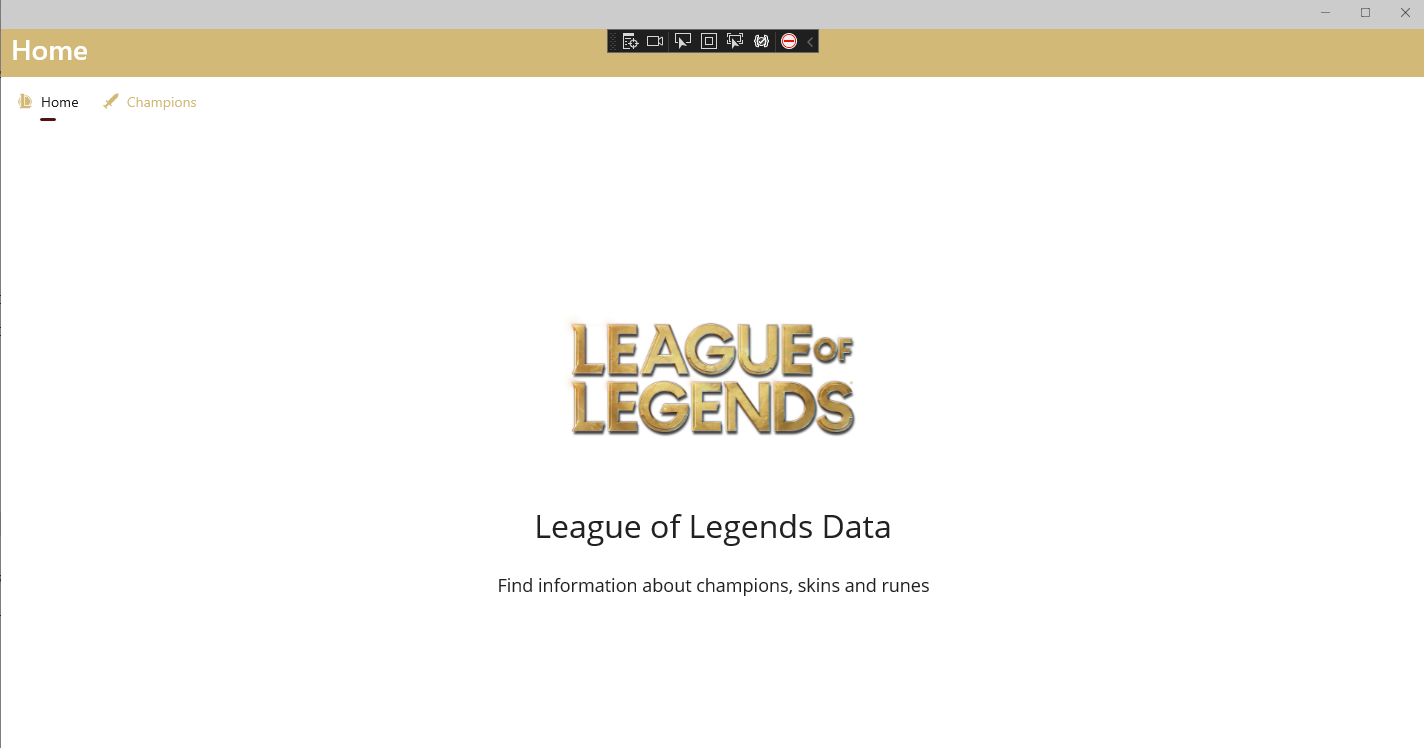 Home
Home
Champions
LEAGUE OF
LEGENDS
League of Legends Data
Find information about champions, skins and runes